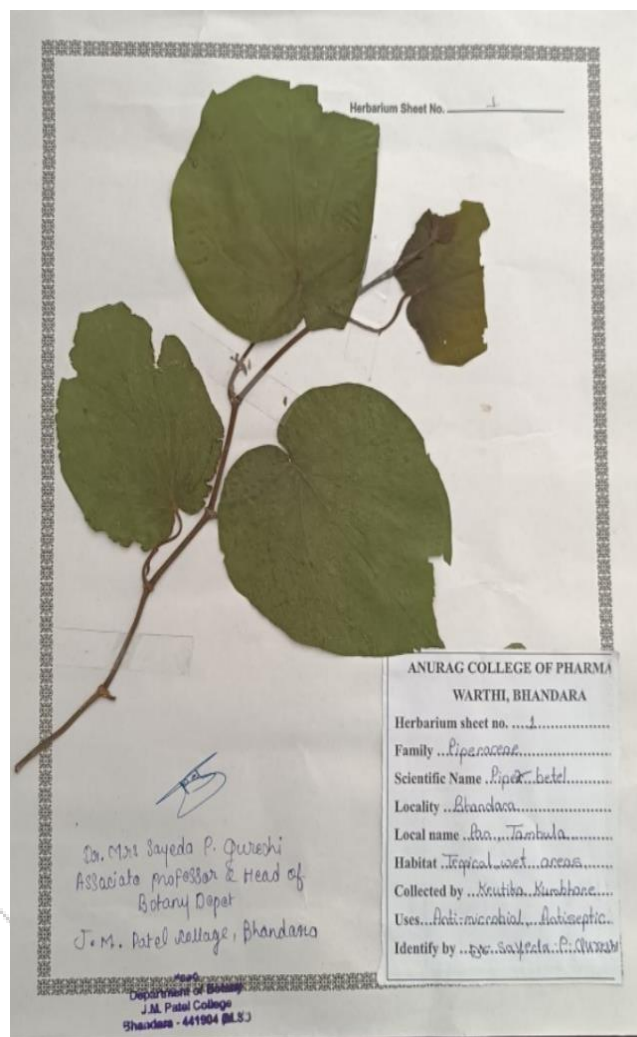 Herbarium Sheet No. 1
ANURAG COLLEGE OF PHARMA
WARTHI, BHANDARA
Herbarium sheet no. ....1................
Family ..Piperaceae......................
Scientific Name ..Piper betel............
Locality ..Bhandara......................
Local name ..Pan, Tambula................
Habitat ..Tropical wet areas.............
Collected by ..Krutika Kumbhare..........
Uses...Anti-microbial, Antiseptic........
Identify by ..Dr. Sayeda P. Qureshi
Dr. Mrs Sayeda P. Qureshi
Associate professor & Head of
Botany Depot
J. M. Patel collage, Bhandara
Department of Botany
J.M. Patel College
Bhandara - 441904 (M.S.)